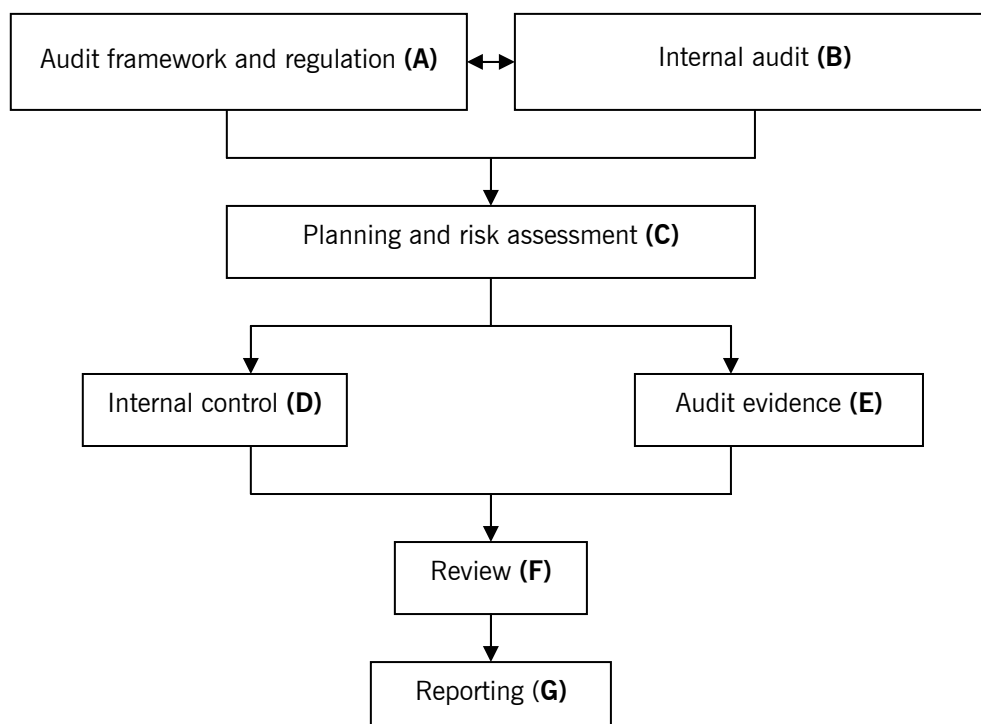 Audit framework and regulation (A)
Internal audit (B)
Planning and risk assessment (C)
Internal control (D)
Audit evidence (E)
Review (F)
Reporting (G)